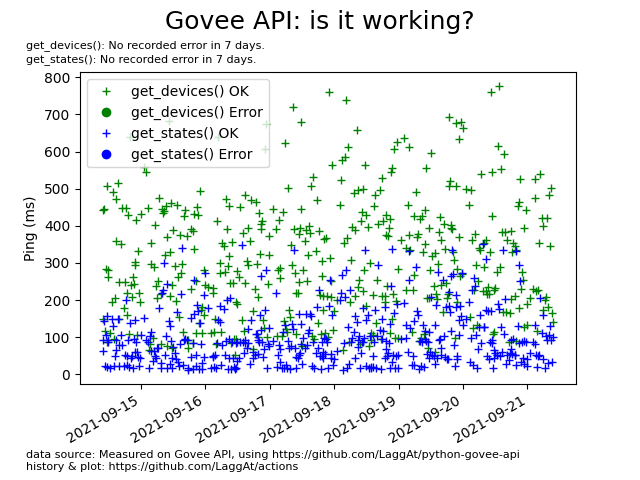 Govee API: is it working?
get_devices(): No recorded error in 7 days.
get_states(): No recorded error in 7 days.
800
700
600
500
400
300
200
100
0
Ping (ms)
get_devices() OK
get_devices() Error
get_states() OK
get_states() Error
2021-09-15
2021-09-16
2021-09-17
2021-09-18
2021-09-19
2021-09-20
2021-09-21
data source: Measured on Govee API, using https://github.com/LaggAt/python-govee-api
history & plot: https://github.com/LaggAt/actions